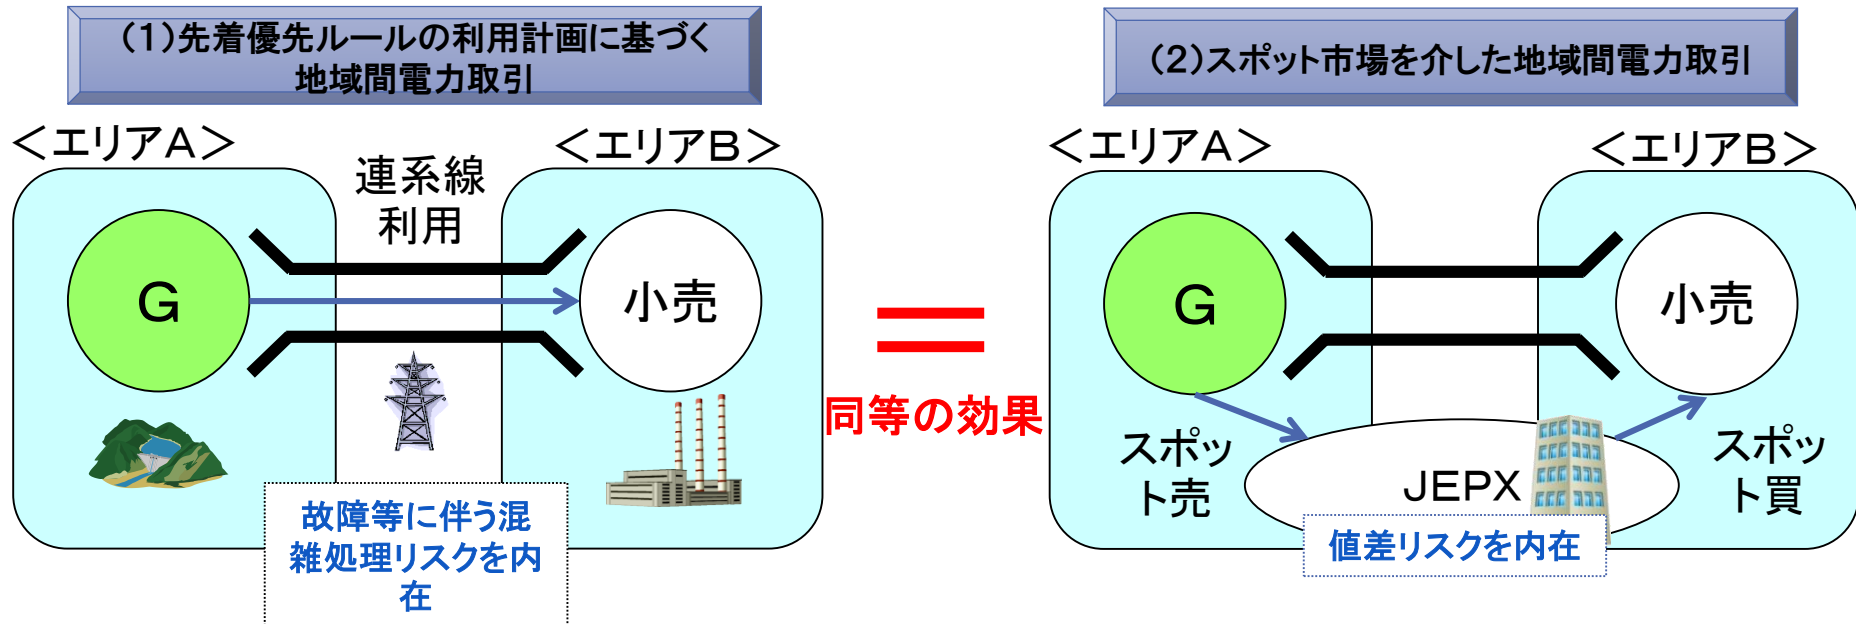 （１）先着優先ルールの利用計画に基づく
地域間電力取引
＜エリアＡ＞
＜エリアＢ＞
連系線
利用
Ｇ
小売
故障等に伴う混
雑処理リスクを内
在
同等の効果
（２）スポット市場を介した地域間電力取引
＜エリアＡ＞
＜エリアＢ＞
Ｇ
小売
スポッ
ト売
ＪＥＰＸ
スポッ
ト買
値差リスクを内在